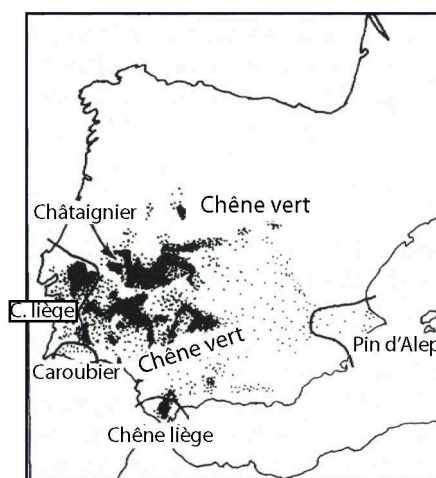 Châtaignier
Chêne vert
C. liège
Chêne vert
Caroubier
Pin d'Alep
Chêne liège